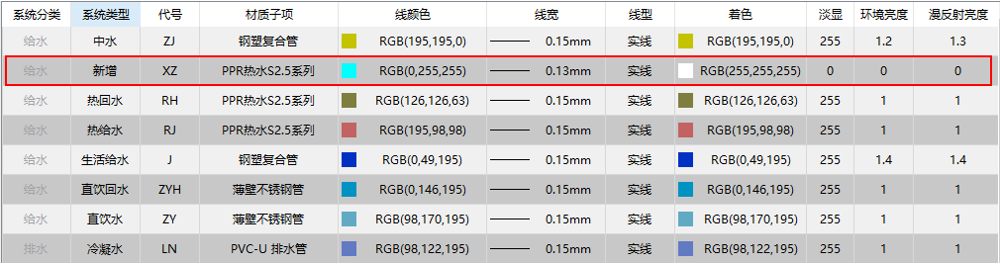 系统分类 系统类型 代号 材质子项 线颜色 线宽 线型 着色 淡显 环境亮度 漫反射亮度
给水 中水 ZJ 钢塑复合管 RGB(195,195,0) 0.15mm 实线 RGB(195,195,0) 255 1.2 1.3
给水 新增 XZ PPR热水S2.5系列 RGB(0,255,255) 0.13mm 实线 RGB(255,255,255) 0 0 0
给水 热回水 RH PPR热水S2.5系列 RGB(126,126,63) 0.15mm 实线 RGB(126,126,63) 255 1 1
给水 热给水 RJ PPR热水S2.5系列 RGB(195,98,98) 0.15mm 实线 RGB(195,98,98) 255 1 1
给水 生活给水 J 钢塑复合管 RGB(0,49,195) 0.15mm 实线 RGB(0,49,195) 255 1.4 1.4
给水 直饮回水 ZYH 薄壁不锈钢管 RGB(0,146,195) 0.15mm 实线 RGB(0,146,195) 255 1 1
给水 直饮水 ZY 薄壁不锈钢管 RGB(98,170,195) 0.15mm 实线 RGB(98,170,195) 255 1 1
排水 冷凝水 LN PVC-U 排水管 RGB(98,122,195) 0.15mm 实线 RGB(98,122,195) 255 1 1